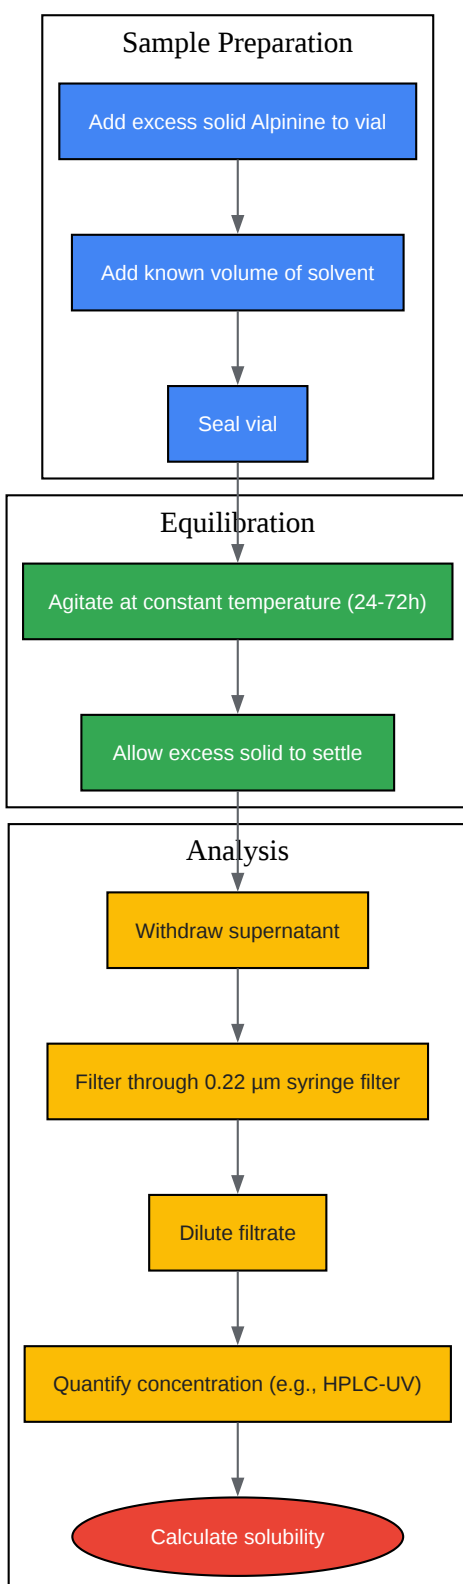 Sample Preparation
Add excess solid Alpinine to vial
Add known volume of solvent
Seal vial
Equilibration
Agitate at constant temperature (24-72h)
Allow excess solid to settle
Analysis
Withdraw supernatant
Filter through 0.22 µm syringe filter
Dilute filtrate
Quantify concentration (e.g., HPLC-UV)
Calculate solubility